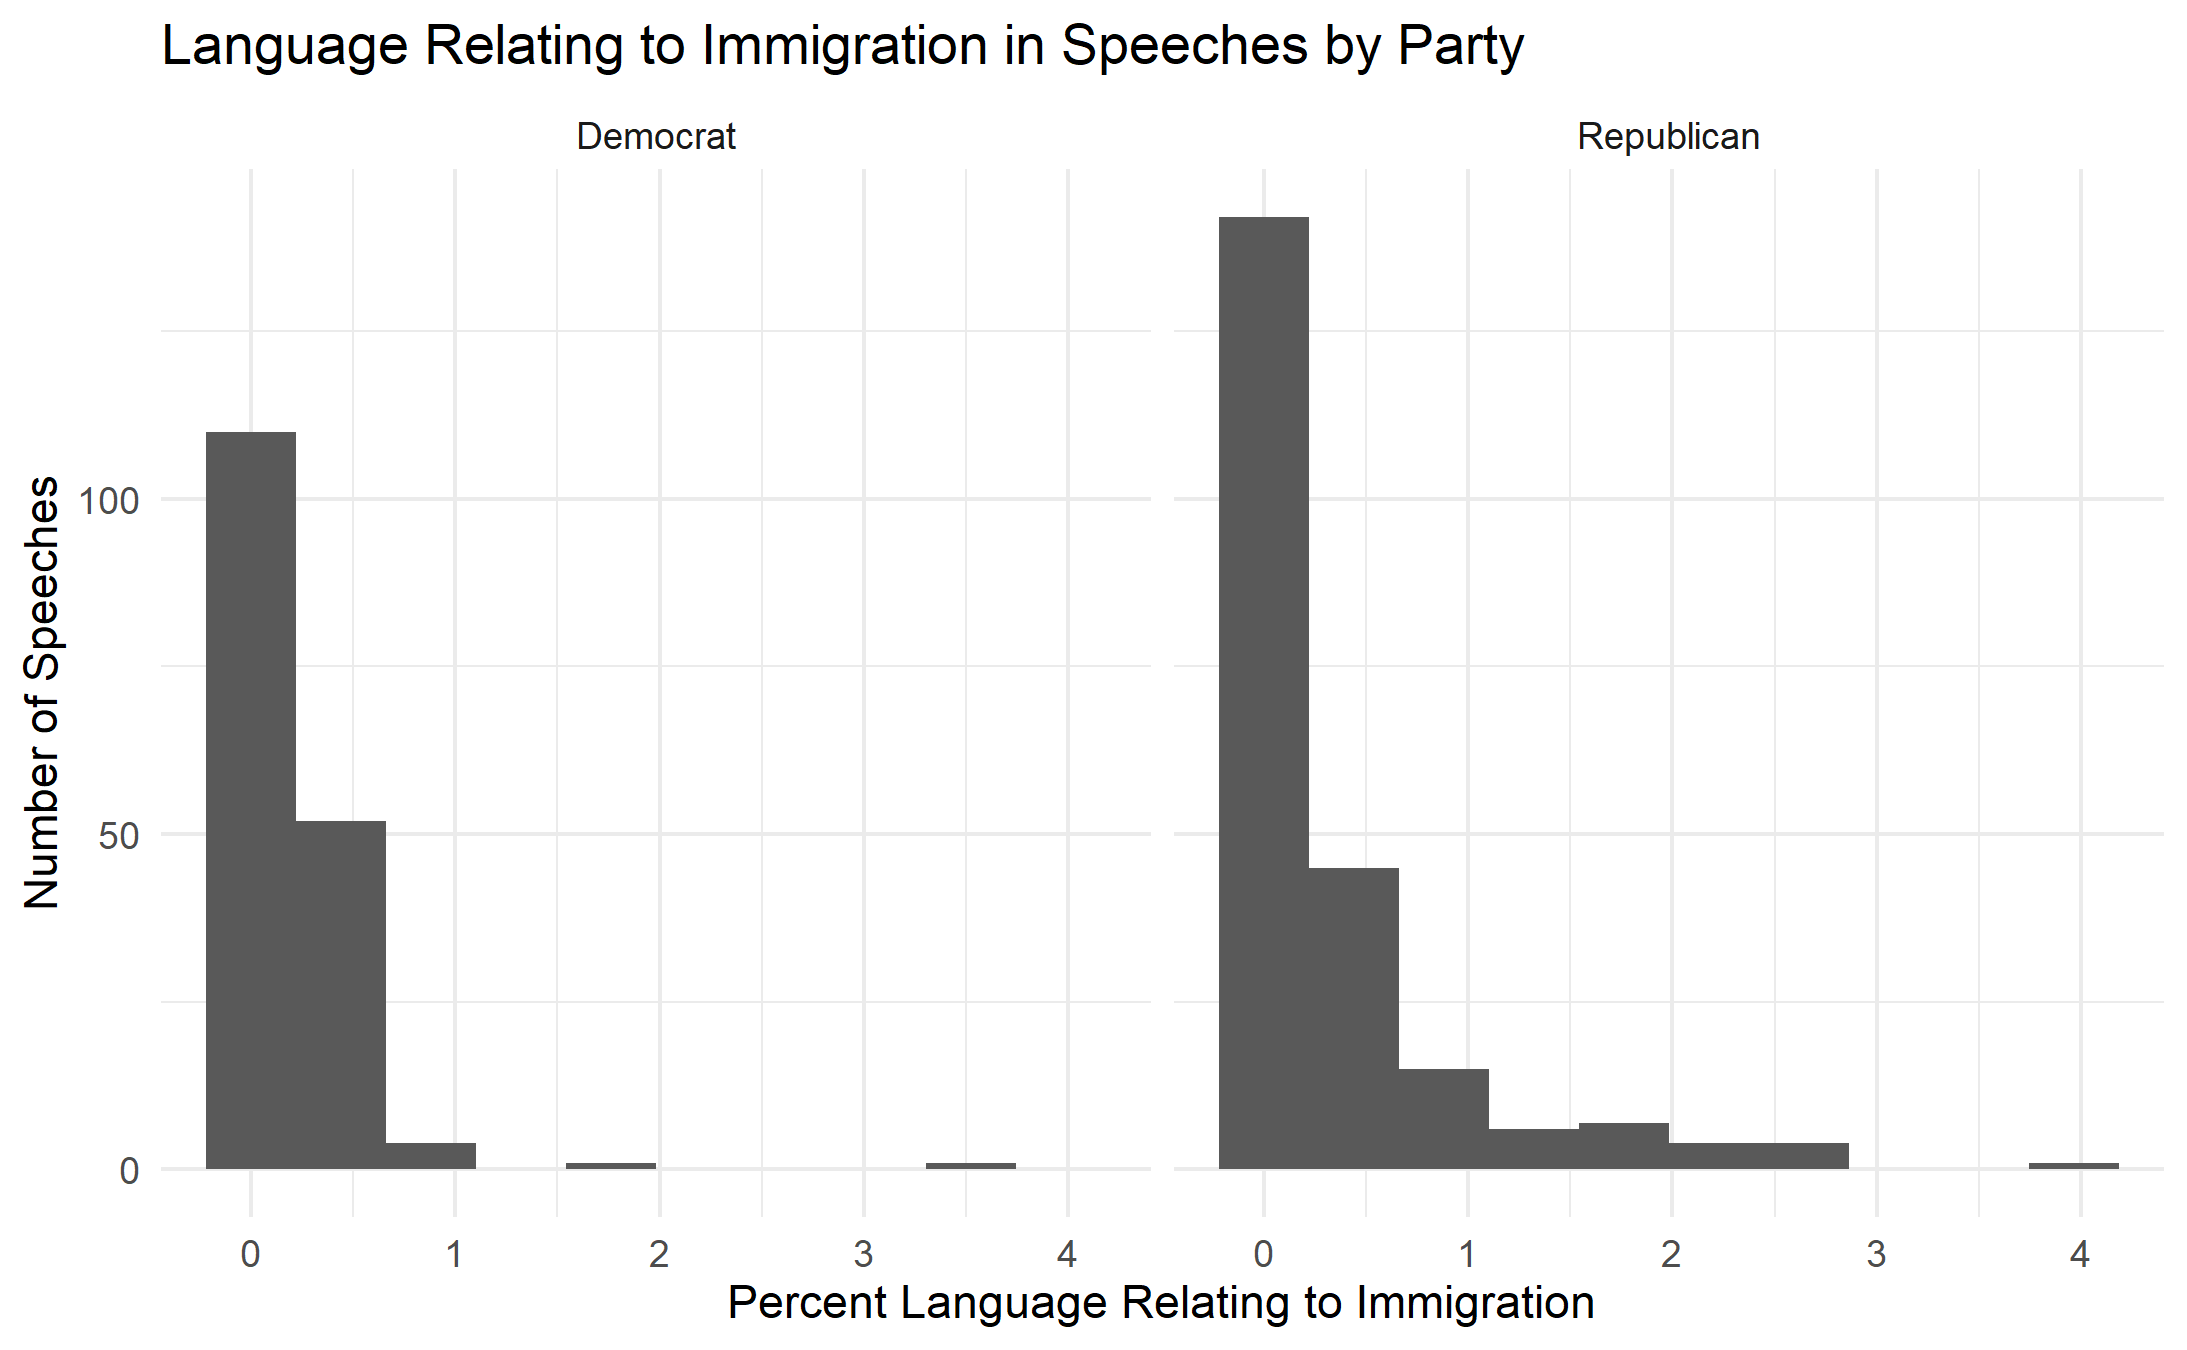 Language Relating to Immigration in Speeches by Party
Democrat
Republican
Number of Speeches
100
50
0
0 1 2 3 4
0 1 2 3 4
Percent Language Relating to Immigration